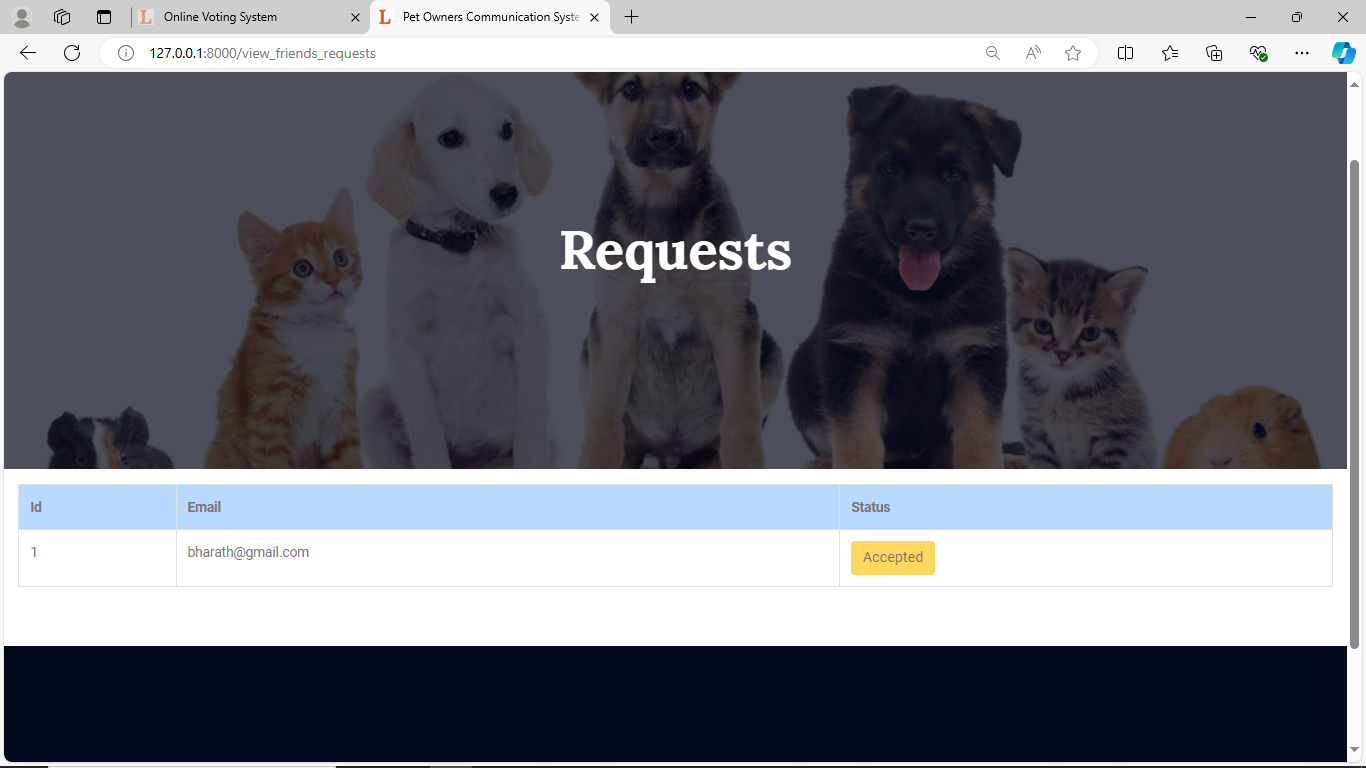 Online Voting System
Pet Owners Communication Syste
127.0.0.1:8000/view_friends_requests
Requests
Id Email Status
1 bharath@gmail.com Accepted